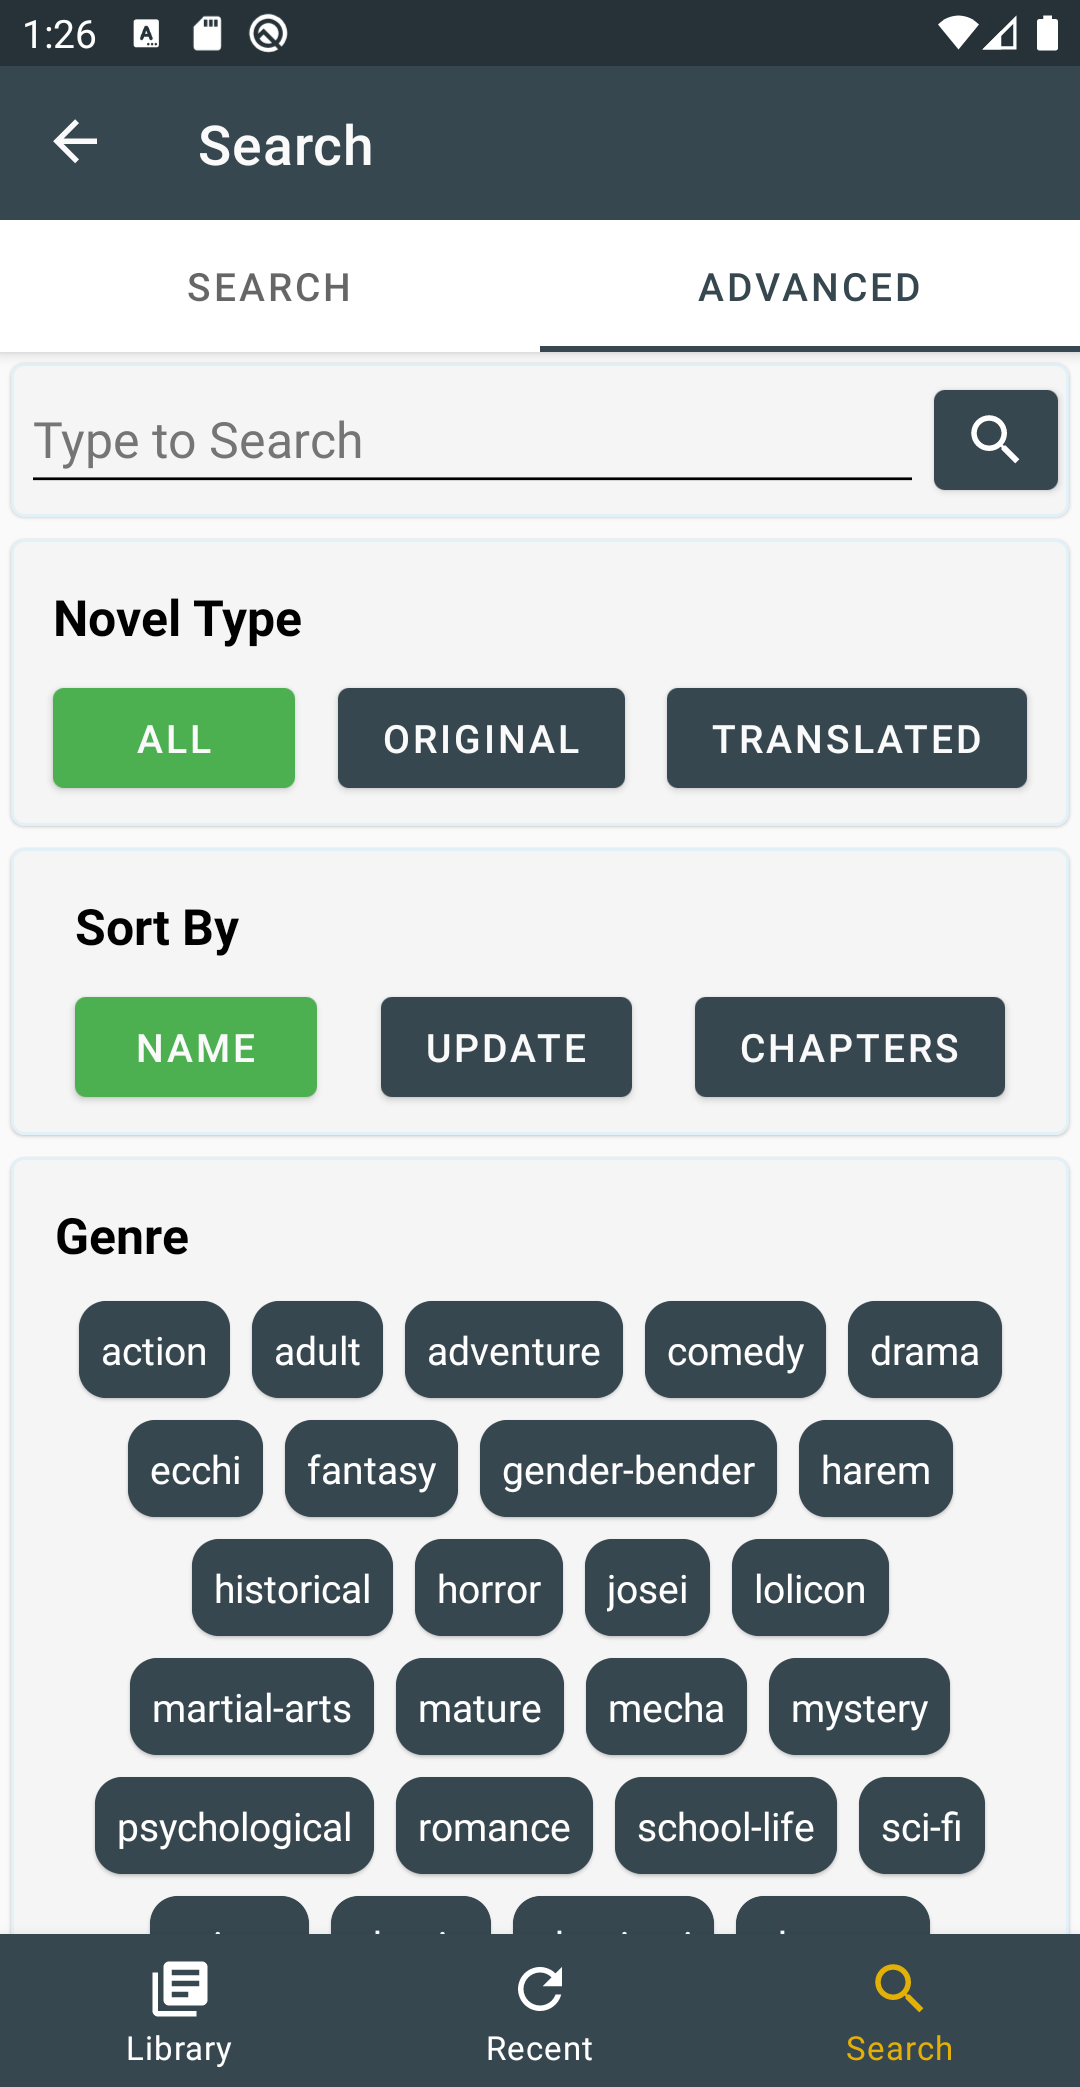 1:26
Search
SEARCH ADVANCED
Type to Search
Novel Type
ALL ORIGINAL TRANSLATED
Sort By
NAME UPDATE CHAPTERS
Genre
action adult adventure comedy drama
ecchi fantasy gender-bender harem
historical horror josei lolicon
martial-arts mature mecha mystery
psychological romance school-life sci-fi
Library Recent Search